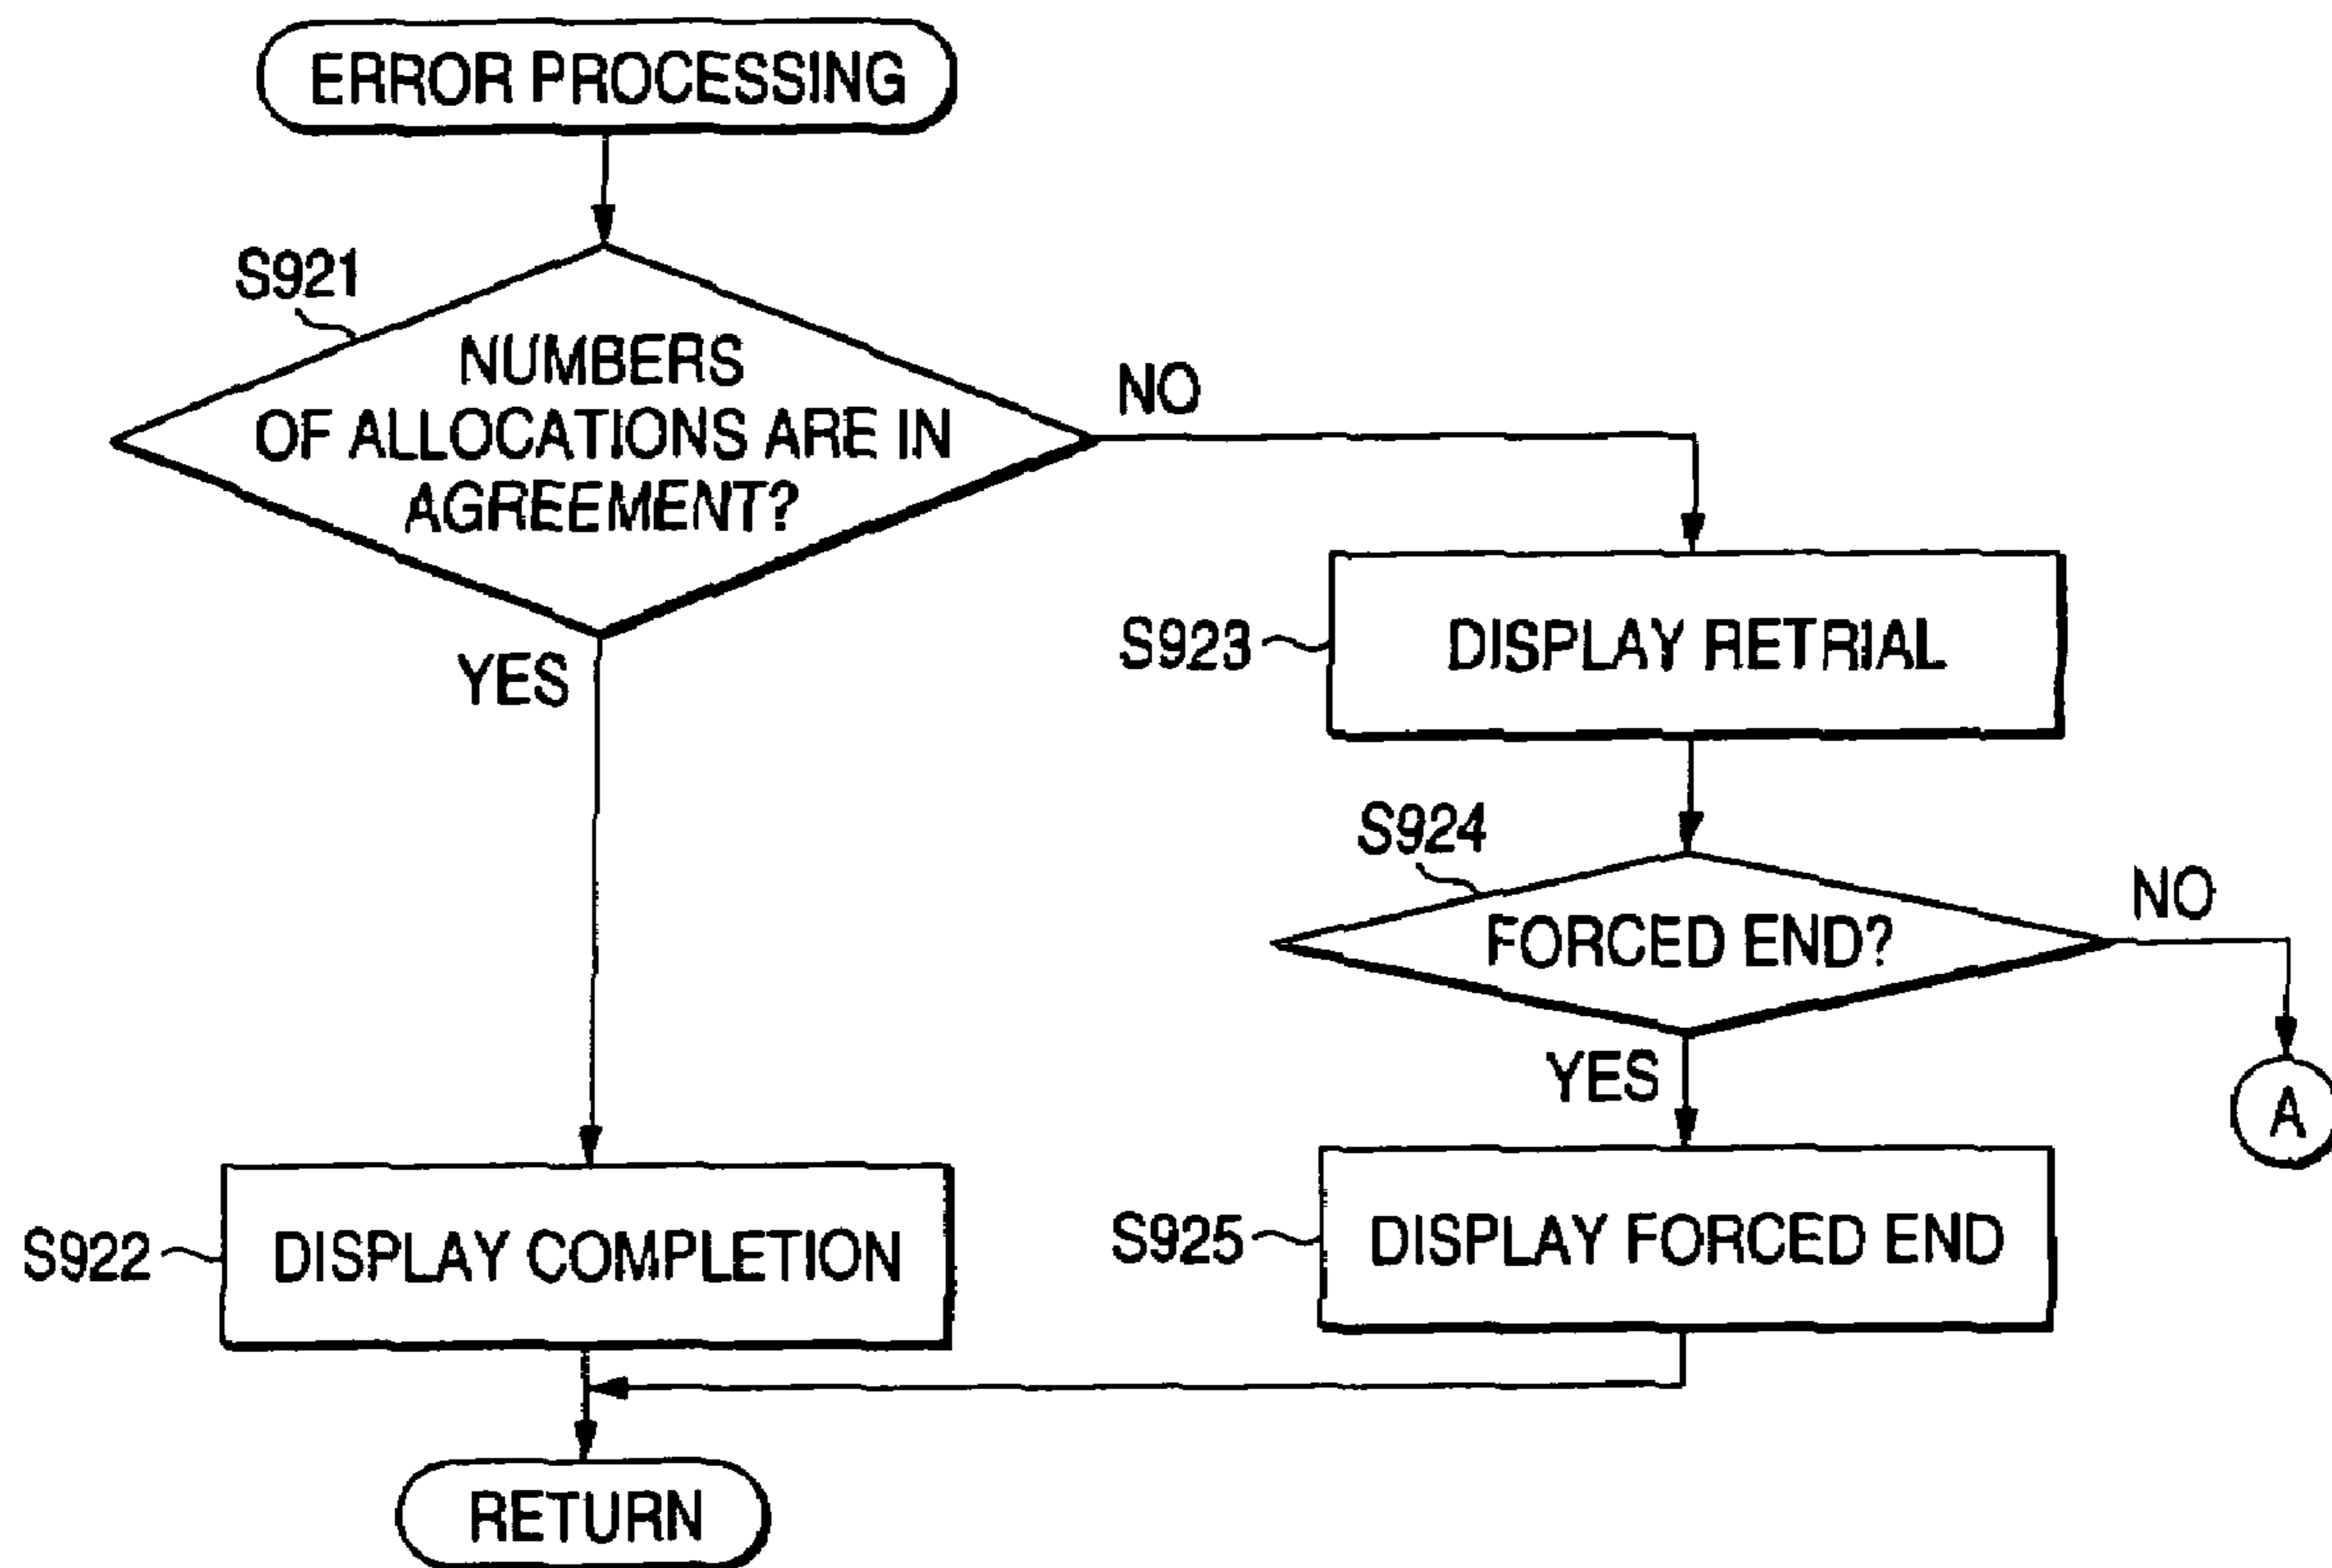 ERROR PROCESSING
S921
NUMBERS
OF ALLOCATIONS ARE IN
AGREEMENT?
NO
YES
S923
DISPLAY RETRIAL
S924
FORCED END?
NO
YES
A
S922
DISPLAY COMPLETION
S925
DISPLAY FORCED END
RETURN